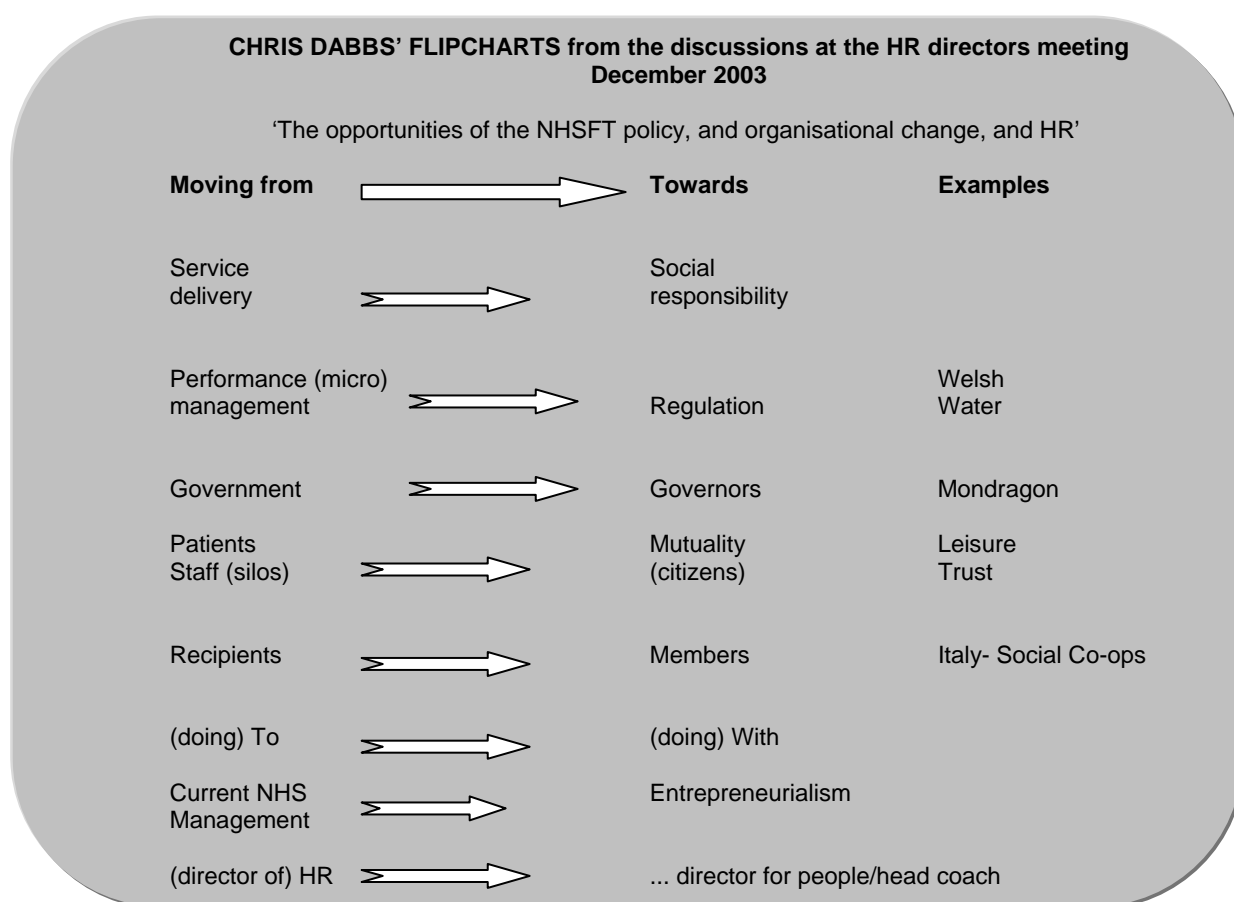 CHRIS DABBS’ FLIPCHARTS from the discussions at the HR directors meeting
December 2003
‘The opportunities of the NHSFT policy, and organisational change, and HR’
Moving from Towards Examples
Service Social
delivery responsibility
Performance (micro) Welsh
management Regulation Water
Government Governors Mondragon
Patients Mutuality Leisure
Staff (silos) (citizens) Trust
Recipients Members Italy- Social Co-ops
(doing) To (doing) With
Current NHS Entrepreneurialism
Management
(director of) HR ... director for people/head coach